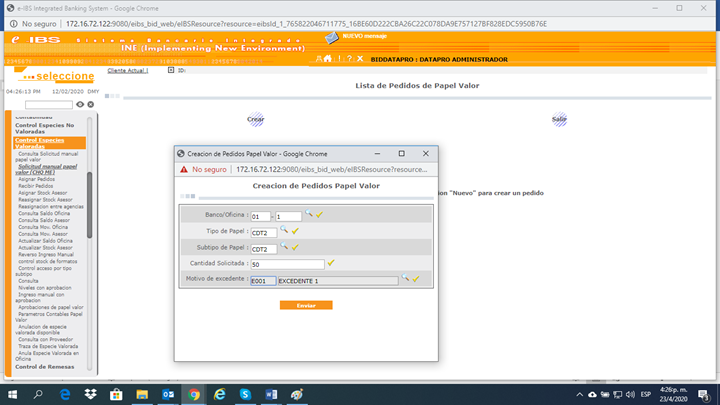 e-IBS Integrated Banking System - Google Chrome
No seguro | 172.16.72.122:9080/eibs_bid_web/eIBSResource?resource=eibsId_1_765822046711775_16BE60D222CBA26C22C078DA9E757127BF828EDC5950B76E
e IBS Sistema Bancario Integrado
INE (Implementing New Environment)
NUEVO mensaje
BIDDATAPRO : DATAPRO ADMINISTRADOR
...seleccione
Cliente Actual !
ID:
04:26:13 PM 12/02/2020 DMY
Lista de Pedidos de Papel Valor
Crear
Salir
Contabilidad
Control Especies No Valoradas
Control Especies Valoradas
Consulta Solicitud manual papel valor
Solicitud manual papel valor (CHQ ME)
Asignar Pedidos
Recibir Pedidos
Asignar Stock Asesor
Reasignar Stock Asesor
Reasignacion entre agencias
Consulta Saldo Oficina
Consulta Saldo Asesor
Consulta Mov. Oficina
Consulta Mov. Asesor
Actualizar Saldo Oficina
Actualizar Stock Asesor
Reverso Ingreso Manual
control stock de formatos
Control acceso por tipo subtipo
Consulta
Niveles con aprobacion
Ingreso manual con aprobacion
Aprobaciones de papel valor
Parametros Contables Papel Valor
Anulacion de especie valorada disponible
Consulta con Proveedor
Traza de Especie Valorada
Anula Especie Valorada en Oficina
Control de Remesas
cion "Nuevo" para crear un pedido
Creacion de Pedidos Papel Valor - Google Chrome
No seguro | 172.16.72.122:9080/eibs_bid_web/eIBSResource?resource...
Creacion de Pedidos Papel Valor
Banco/Oficina : 01 - 1
Tipo de Papel : CDT2
Subtipo de Papel : CDT2
Cantidad Solicitada : 50
Motivo de excedente : E001 EXCEDENTE 1
Enviar
ESP
4:26p. m.
23/4/2020